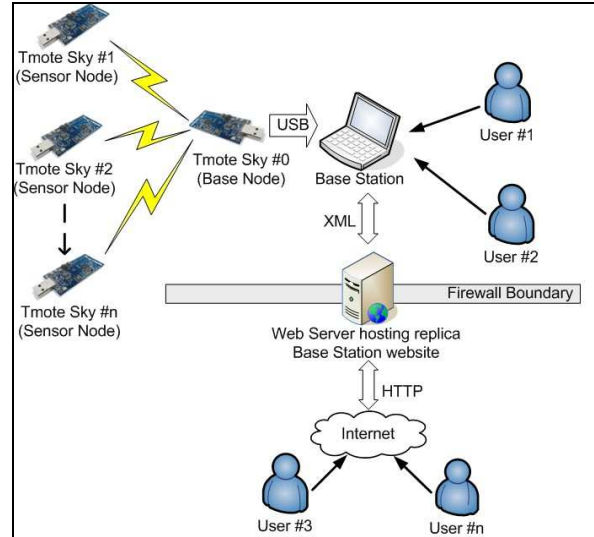 Tmote Sky #1
(Sensor Node)
Tmote Sky #2
(Sensor Node)
Tmote Sky #n
(Sensor Node)
Tmote Sky #0
(Base Node)
USB
Base Station
User #1
User #2
XML
Firewall Boundary
Web Server hosting replica
Base Station website
HTTP
Internet
User #3
User #n